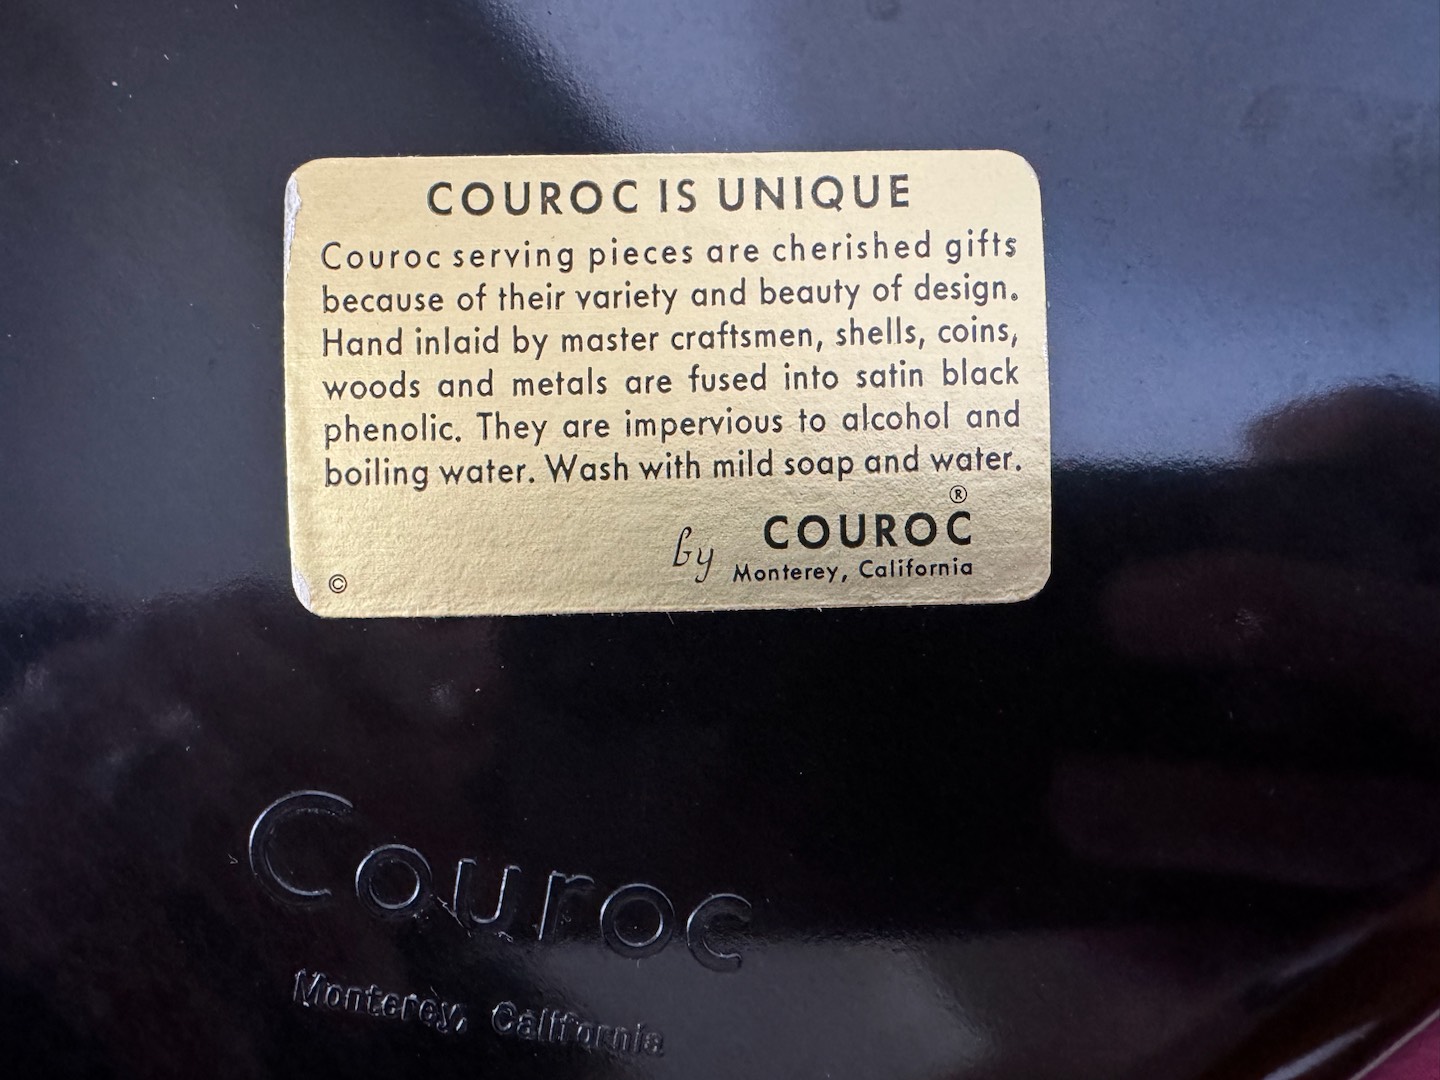 COUROC IS UNIQUE
Couroc serving pieces are cherished gifts
because of their variety and beauty of design.
Hand inlaid by master craftsmen, shells, coins,
woods and metals are fused into satin black
phenolic. They are impervious to alcohol and
boiling water. Wash with mild soap and water.
by COUROC®
Monterey, California
©
Couroc
Monterey, California